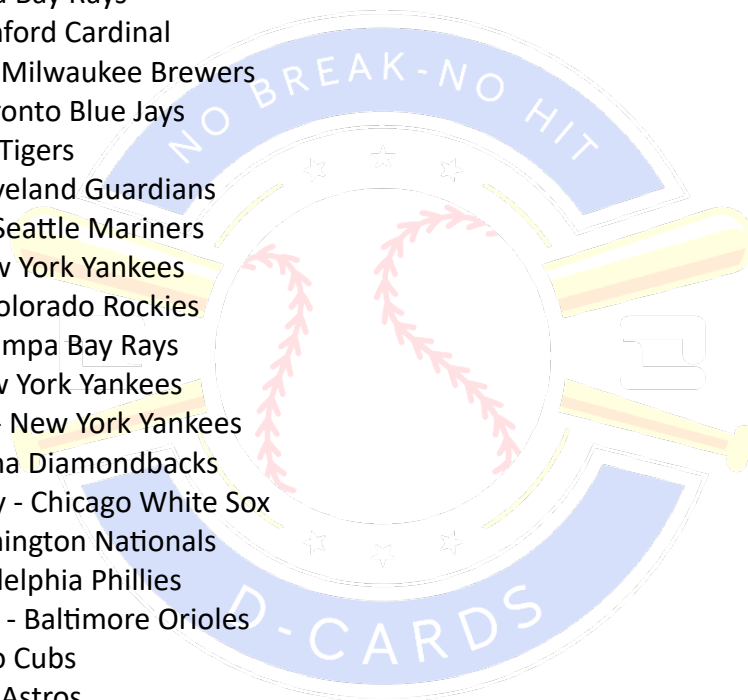 Bay Rays
ford Cardinal
Milwaukee Brewers
ronto Blue Jays
Tigers
veland Guardians
Seattle Mariners
w York Yankees
olorado Rockies
mpa Bay Rays
w York Yankees
- New York Yankees
na Diamondbacks
y - Chicago White Sox
ington Nationals
delphia Phillies
- Baltimore Orioles
o Cubs
Astros
NO BREAK-NO HIT
D-CARDS